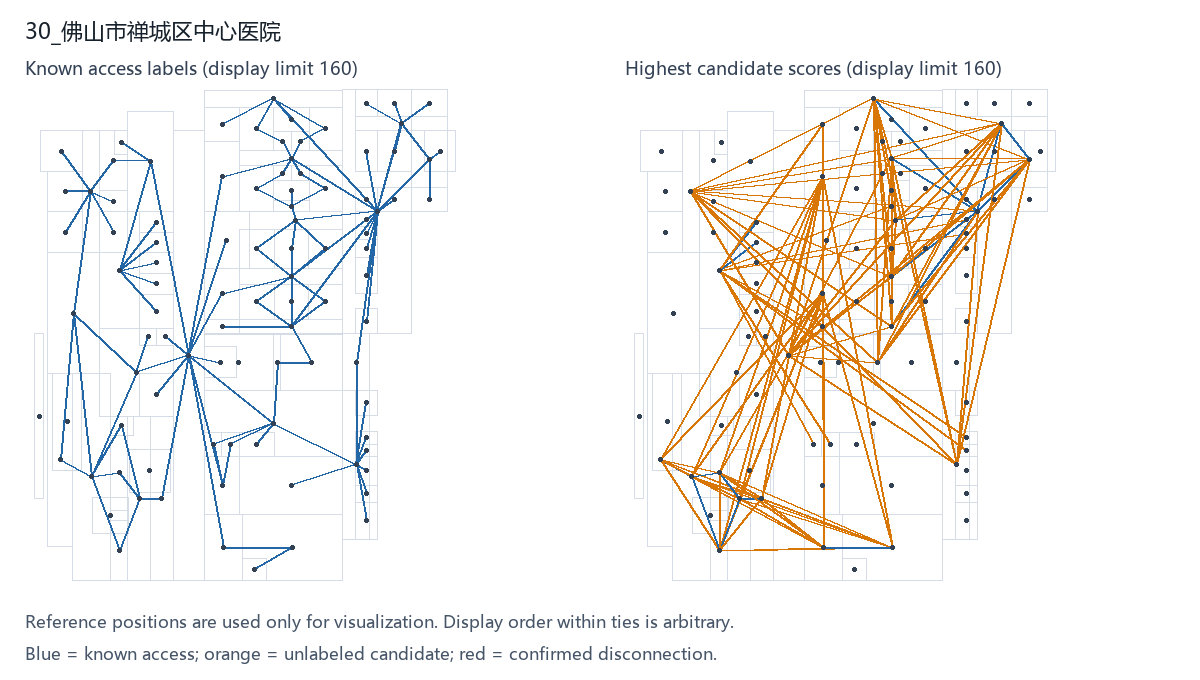 30_佛山市禅城区中心医院
Known access labels (display limit 160)
Highest candidate scores (display limit 160)
Reference positions are used only for visualization. Display order within ties is arbitrary.
Blue = known access; orange = unlabeled candidate; red = confirmed disconnection.